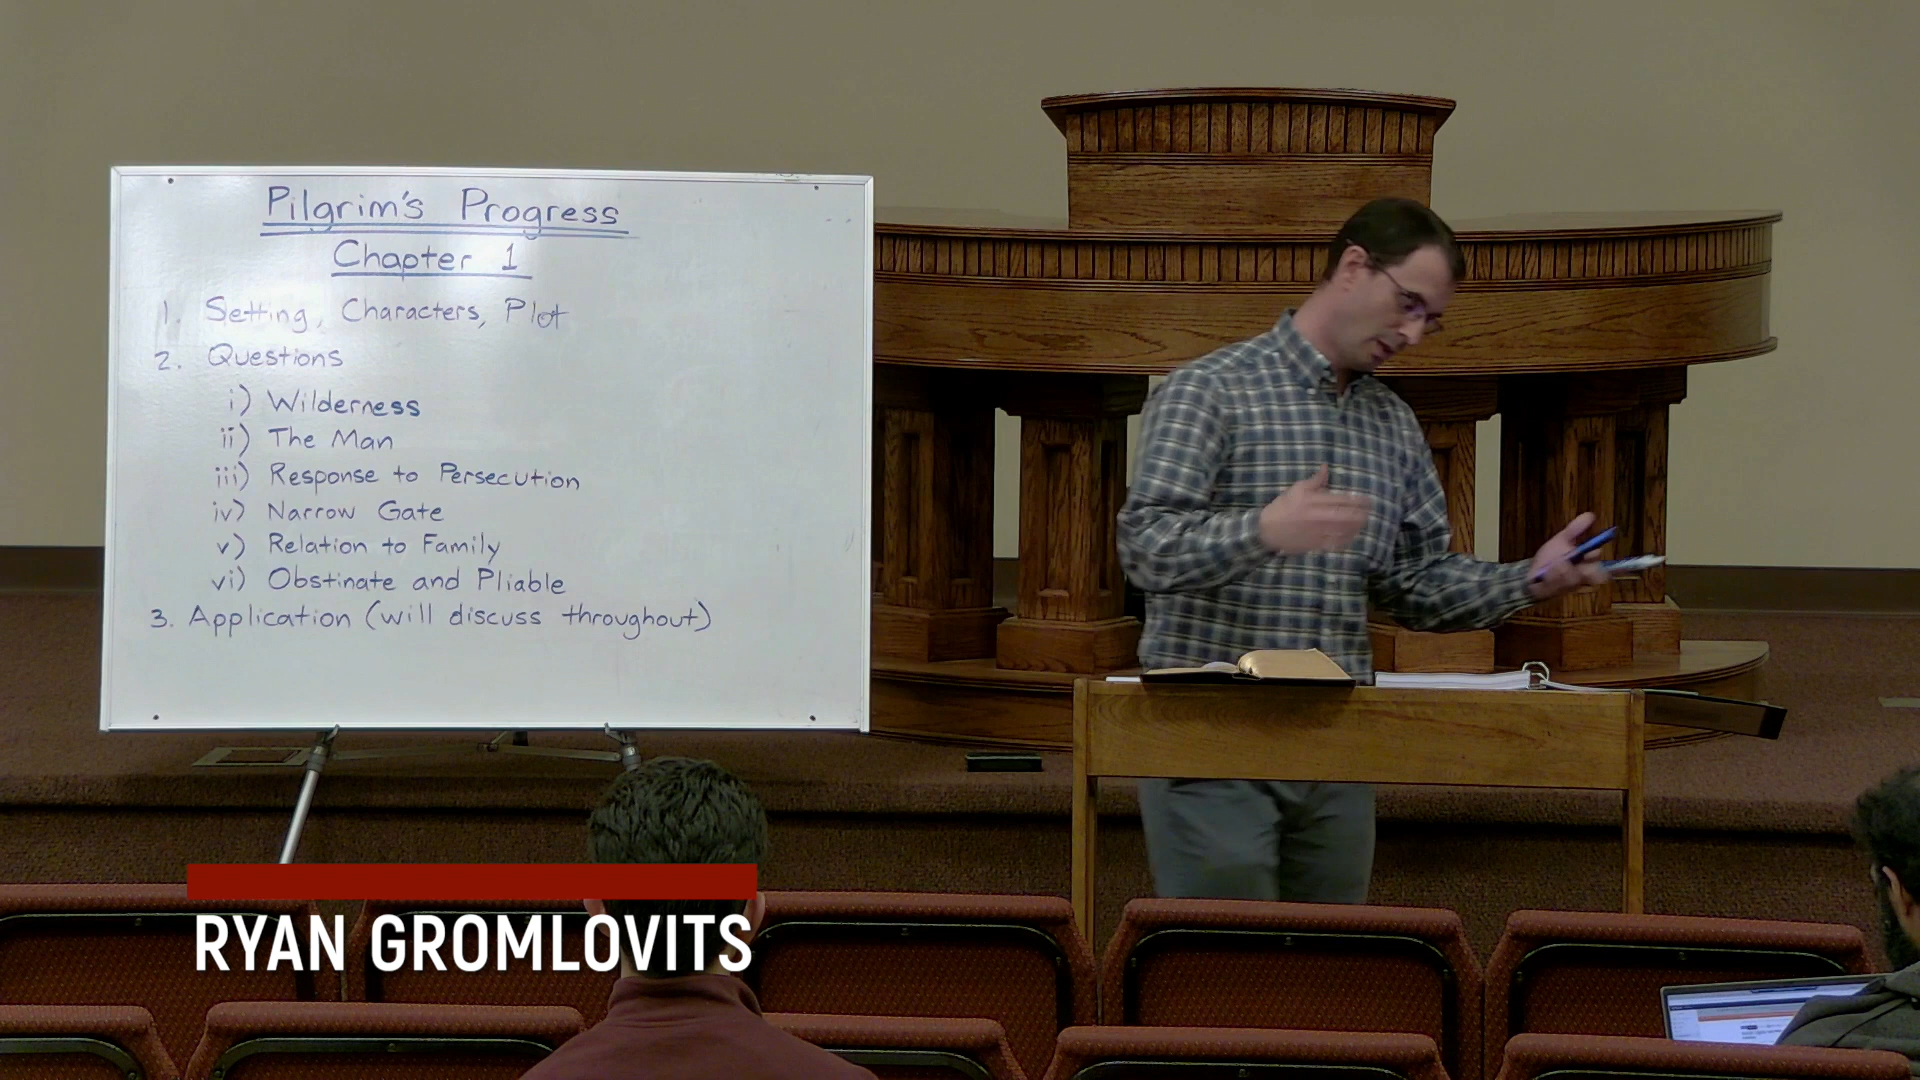 Pilgrim's Progress
Chapter 1
1. Setting, Characters, Plot
2. Questions
i) Wilderness
ii) The Man
iii) Response to Persecution
iv) Narrow Gate
v) Relation to Family
vi) Obstinate and Pliable
3. Application (will discuss throughout)
RYAN GROMLOVITS